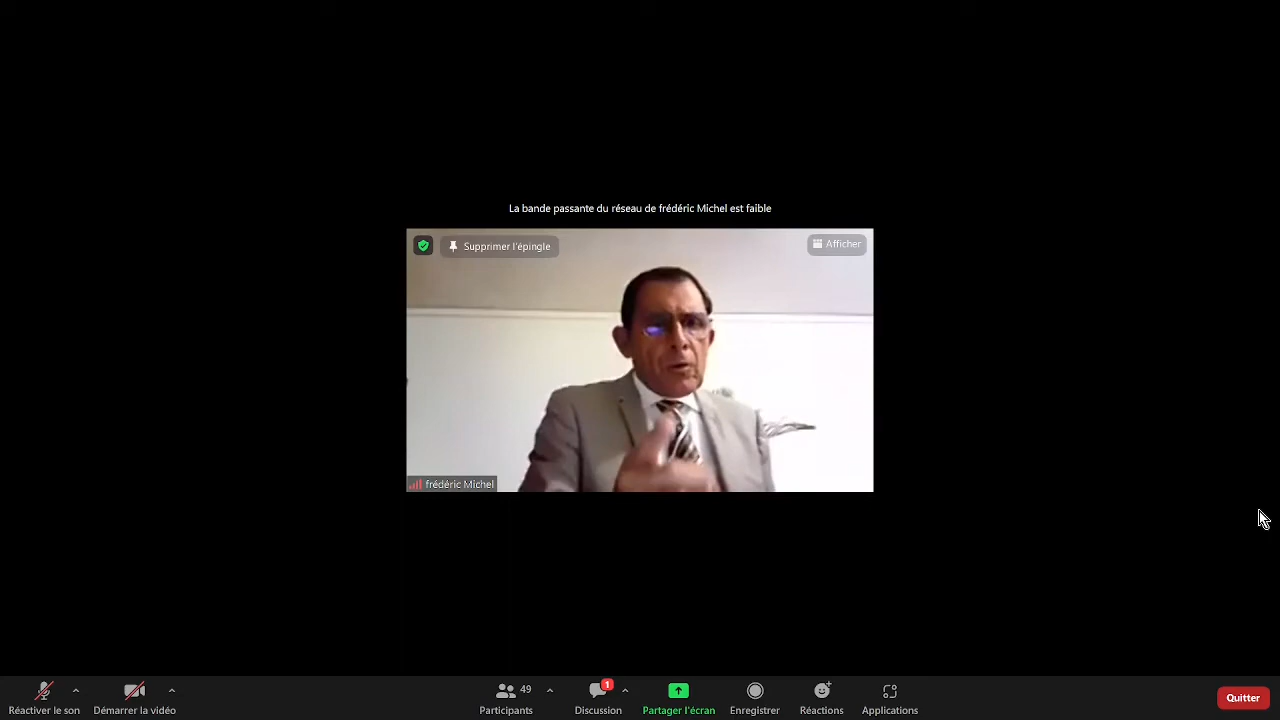 La bande passante du réseau de frédéric Michel est faible
Supprimer l'épingle
Afficher
frédéric Michel
49
1
Réactiver le son
Démarrer la vidéo
Participants
Discussion
Partager l'écran
Enregistrer
Réactions
Applications
Quitter